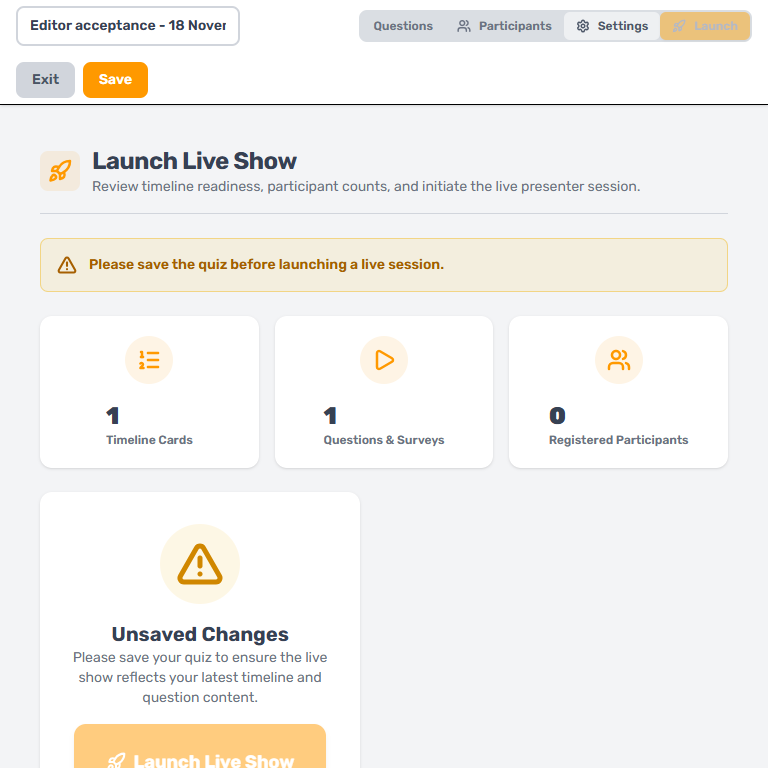 Editor acceptance - 18 Nover
Questions
Participants
Settings
Launch
Exit
Save
Launch Live Show
Review timeline readiness, participant counts, and initiate the live presenter session.
Please save the quiz before launching a live session.
1
Timeline Cards
1
Questions & Surveys
0
Registered Participants
Unsaved Changes
Please save your quiz to ensure the live
show reflects your latest timeline and
question content.
Launch Live Show